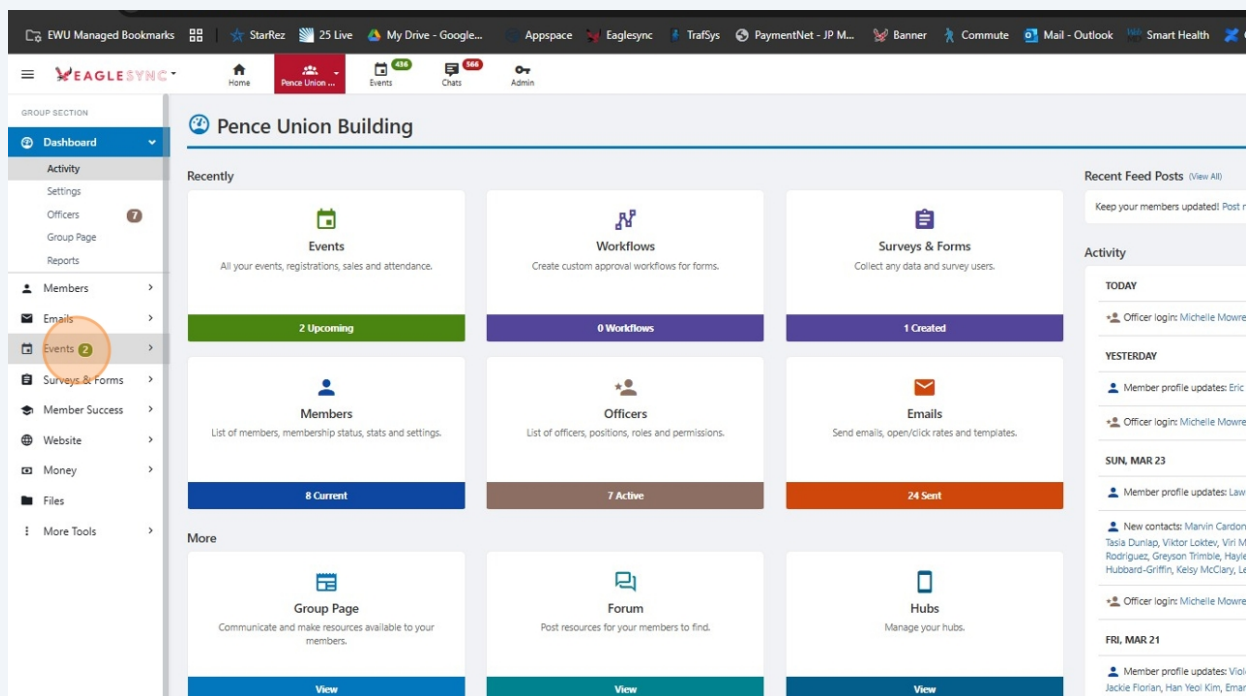 EWU Managed Bookmarks StarRez 25 Live My Drive - Google... Appspace Eaglesync TrafSys PaymentNet - JP M... Banner Commute Mail - Outlook Smart Health
EAGLESYNC Home Pence Union ... Events 436 Chats 566 Admin
GROUP SECTION
Dashboard
Activity
Settings
Officers 7
Group Page
Reports
Members
Emails
Events 2
Surveys & Forms
Member Success
Website
Money
Files
More Tools
Pence Union Building
Recently
Events
All your events, registrations, sales and attendance.
2 Upcoming
Workflows
Create custom approval workflows for forms.
0 Workflows
Surveys & Forms
Collect any data and survey users.
1 Created
Members
List of members, membership status, stats and settings.
8 Current
Officers
List of officers, positions, roles and permissions.
7 Active
Emails
Send emails, open/click rates and templates.
24 Sent
More
Group Page
Communicate and make resources available to your
members.
View
Forum
Post resources for your members to find.
View
Hubs
Manage your hubs.
View
Recent Feed Posts (View All)
Keep your members updated! Post
Activity
TODAY
Officer login: Michelle Mowre
YESTERDAY
Member profile updates: Eric
Officer login: Michelle Mowre
SUN, MAR 23
Member profile updates: Law
New contacts: Marvin Cardon
Tasia Dunlap, Viktor Loktev, Viri M
Rodriguez, Greyson Trimble, Hayle
Hubbard-Griffin, Kelsy McClary, Le
Officer login: Michelle Mowre
FRI, MAR 21
Member profile updates: Viol
Jackie Florian, Han Yeol Kim, Eman